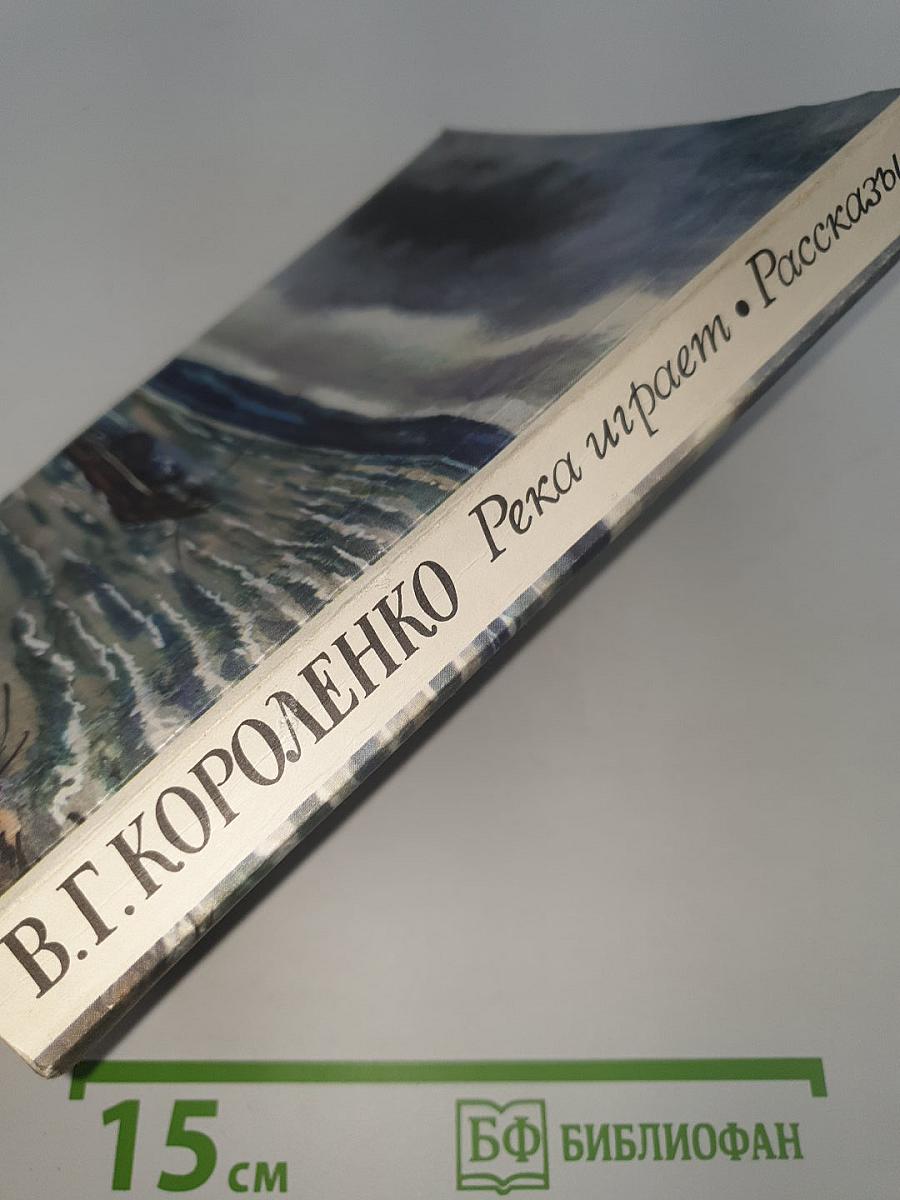 В.Г.КОРОЛЕНКО Река играет • Рассказы
15 см
БФ БИБЛИОФАН